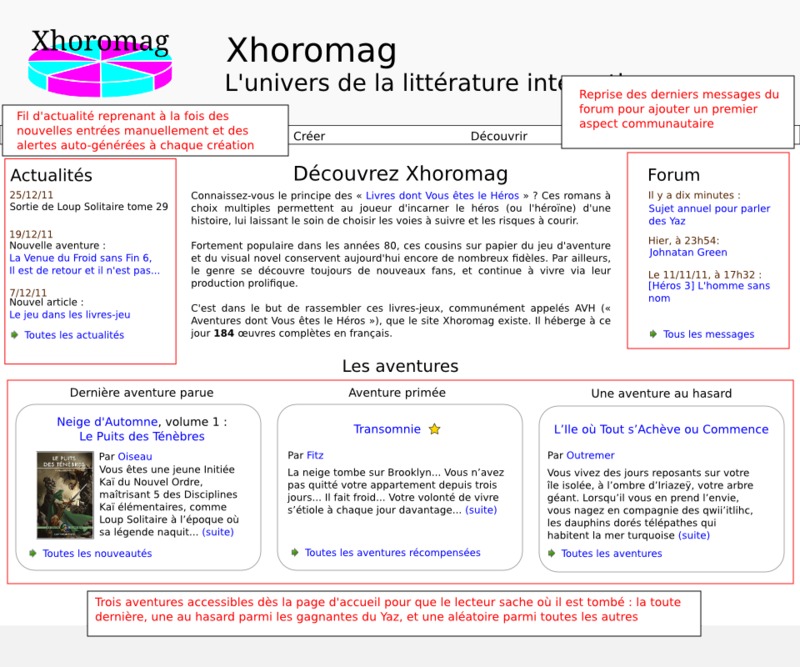 Xhoromag
Xhoromag
L'univers de la littérature
Reprise des derniers messages du
forum pour ajouter un premier
aspect communautaire
Fil d'actualité reprenant à la fois des
nouvelles entrées manuellement et des
alertes auto-générées à chaque création
Créer
Découvrir
Actualités
25/12/11
Sortie de Loup Solitaire tome 29
19/12/11
Nouvelle aventure :
La Venue du Froid sans Fin 6,
Il est de retour et il n'est pas...
7/12/11
Nouvel article :
Le jeu dans les livres-jeu
Toutes les actualités
Découvrez Xhoromag
Connaissez-vous le principe des « Livres dont Vous êtes le Héros » ? Ces romans à
choix multiples permettent au joueur d'incarner le héros (ou l'héroïne) d'une
histoire, lui laissant le soin de choisir les voies à suivre et les risques à courir.
Fortement populaire dans les années 80, ces cousins sur papier du jeu d'aventure
et du visual novel conservent aujourd'hui encore de nombreux fidèles. Par ailleurs,
le genre se découvre toujours de nouveaux fans, et continue à vivre via leur
production prolifique.
C'est dans le but de rassembler ces livres-jeux, communément appelés AVH («
Aventures dont Vous êtes le Héros »), que le site Xhoromag existe. Il héberge à ce
jour 184 œuvres complètes en français.
Forum
Il y a dix minutes :
Sujet annuel pour parler
des Yaz
Hier, à 23h54:
Johnatan Green
Le 11/11/11, à 17h32 :
[Héros 3] L'homme sans
nom
Tous les messages
Les aventures
Dernière aventure parue
Neige d'Automne, volume 1 :
Le Puits des Ténèbres
LE PUITS
DES TÉNÈBRES
Par Oiseau
Vous êtes une jeune Initiée
Kaï du Nouvel Ordre,
maîtrisant 5 des Disciplines
Kaï élémentaires, comme
Loup Solitaire à l'époque où
sa légende naquit... (suite)
Toutes les nouveautés
Aventure primée
Transomnie
Par Fitz
La neige tombe sur Brooklyn... Vous n'avez
pas quitté votre appartement depuis trois
jours... Il fait froid... Votre volonté de vivre
s'étiole à chaque jour davantage... (suite)
Toutes les aventures récompensées
Une aventure au hasard
L'Ile où Tout s'Achève ou Commence
Par Outremer
Vous vivez des jours reposants sur votre
île isolée, à l'ombre d'Iriazeÿ, votre arbre
géant. Lorsqu'il vous en prend l'envie,
vous nagez en compagnie des qwii'itlihc,
les dauphins dorés télépathes qui
habitent la mer turquoise (suite)
Toutes les aventures
Trois aventures accessibles dès la page d'accueil pour que le lecteur sache où il est tombé : la toute
dernière, une au hasard parmi les gagnantes du Yaz, et une aléatoire parmi toutes les autres